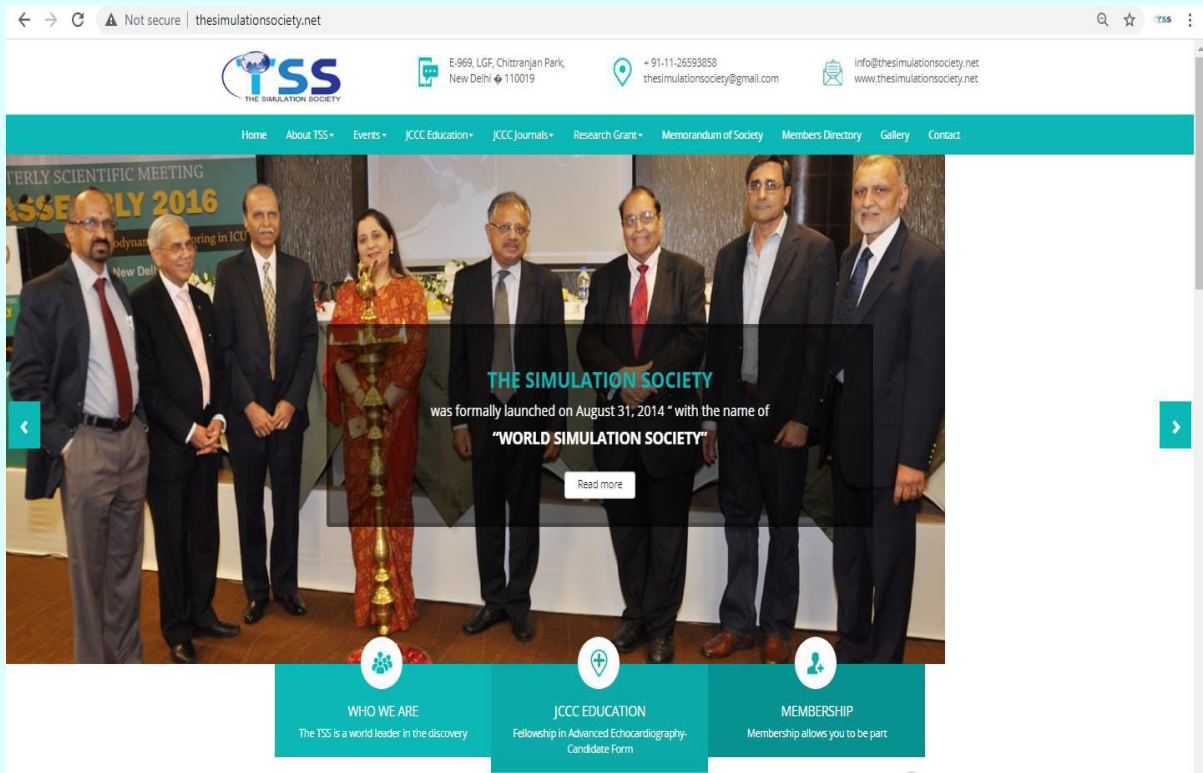 Not secure | thesimulationsociety.net
TSS
TSS
THE SIMULATION SOCIETY
E-969, LGF, Chittranjan Park,
New Delhi � 110019
+ 91-11-26593858
thesimulationsociety@gmail.com
info@thesimulationsociety.net
www.thesimulationsociety.net
Home About TSS Events JCCC Education JCCC Journals Research Grant Memorandum of Society Members Directory Gallery Contact
TERLY SCIENTIFIC MEETING
2016
ring in ICU
New Del
THE SIMULATION SOCIETY
was formally launched on August 31, 2014 “ with the name of
“WORLD SIMULATION SOCIETY”
Read more
WHO WE ARE
The TSS is a world leader in the discovery
JCCC EDUCATION
Fellowship in Advanced Echocardiography-
Candidate Form
MEMBERSHIP
Membership allows you to be part